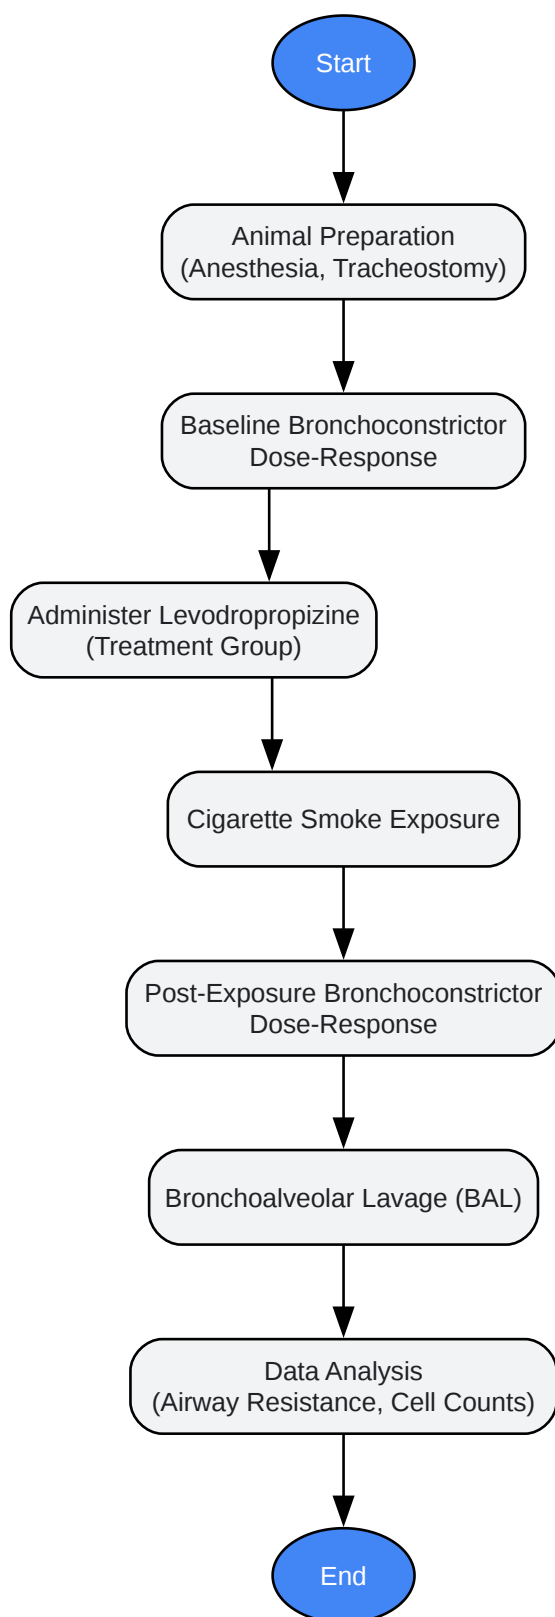 Start
Animal Preparation
(Anesthesia, Tracheostomy)
Baseline Bronchoconstrictor
Dose-Response
Administer Levodropropizine
(Treatment Group)
Cigarette Smoke Exposure
Post-Exposure Bronchoconstrictor
Dose-Response
Bronchoalveolar Lavage (BAL)
Data Analysis
(Airway Resistance, Cell Counts)
End